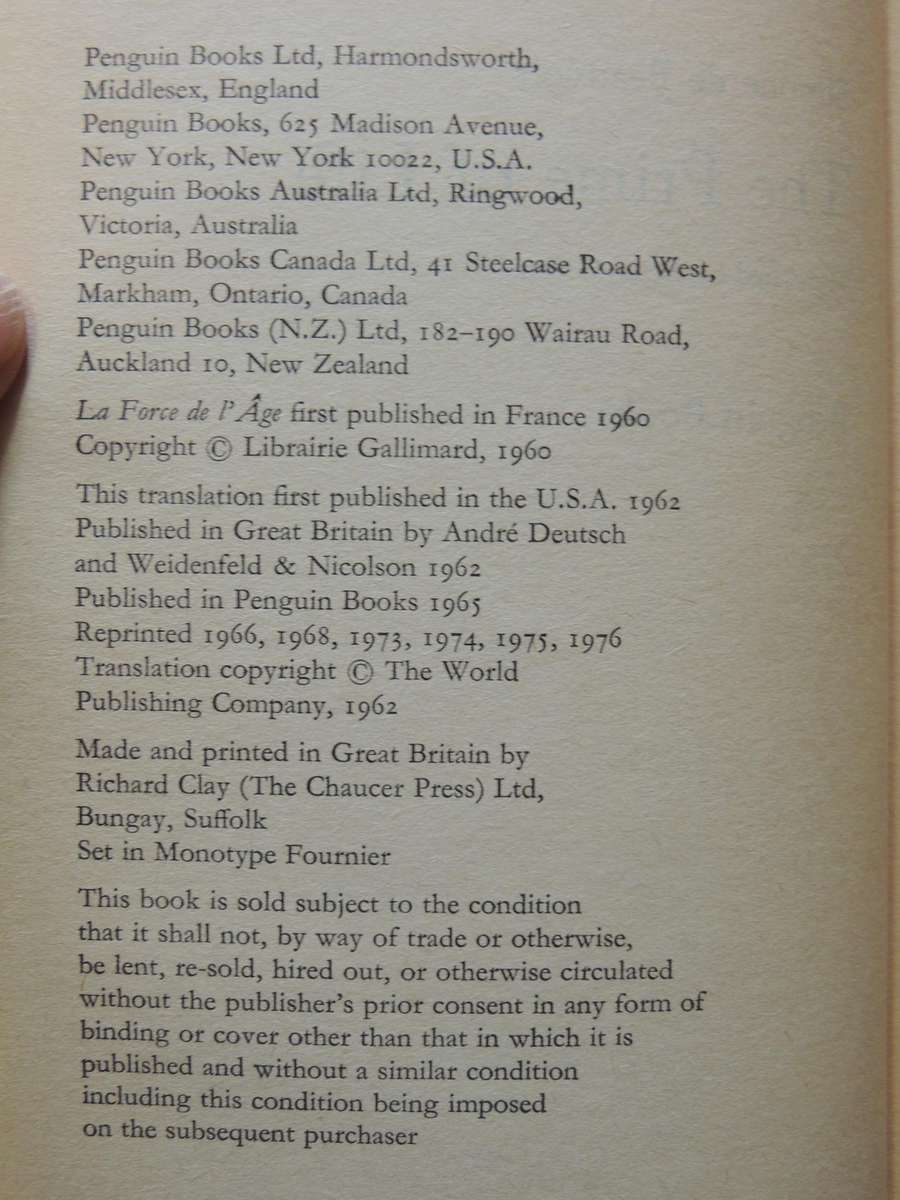 Penguin Books Ltd, Harmondsworth,
Middlesex, England
Penguin Books, 625 Madison Avenue,
New York, New York 10022, U.S.A.
Penguin Books Australia Ltd, Ringwood,
Victoria, Australia
Penguin Books Canada Ltd, 41 Steelcase Road West,
Markham, Ontario, Canada
Penguin Books (N.Z.) Ltd, 182–190 Wairau Road,
Auckland 10, New Zealand
La Force de l'Âge first published in France 1960
Copyright © Librairie Gallimard, 1960
This translation first published in the U.S.A. 1962
Published in Great Britain by André Deutsch
and Weidenfeld & Nicolson 1962
Published in Penguin Books 1965
Reprinted 1966, 1968, 1973, 1974, 1975, 1976
Translation copyright © The World
Publishing Company, 1962
Made and printed in Great Britain by
Richard Clay (The Chaucer Press) Ltd,
Bungay, Suffolk
Set in Monotype Fournier
This book is sold subject to the condition
that it shall not, by way of trade or otherwise,
be lent, re-sold, hired out, or otherwise circulated
without the publisher's prior consent in any form of
binding or cover other than that in which it is
published and without a similar condition
including this condition being imposed
on the subsequent purchaser